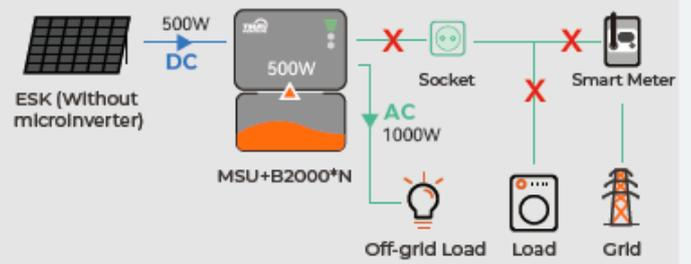 500W
DC
ESK (Without
microinverter)
500W
MSU+B2000*N
AC
1000W
Socket
Smart Meter
Off-grid Load
Load
Grid